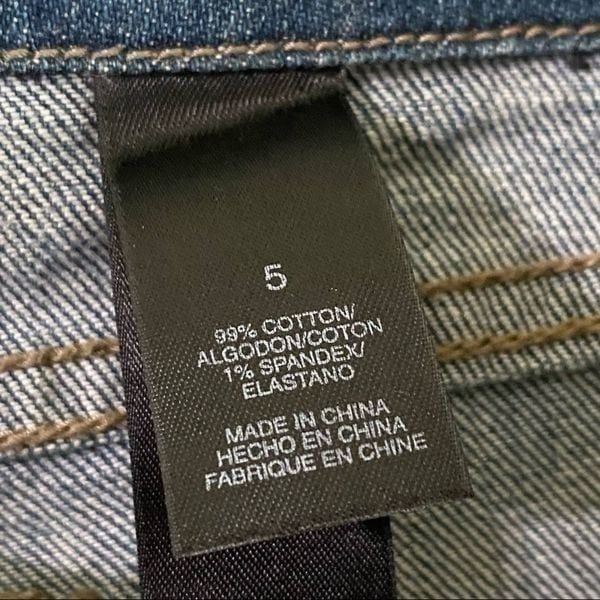 5
99% COTTON/
ALGODON/COTON
1% SPANDEX/
ELASTANO
MADE IN CHINA
HECHO EN CHINA
FABRIQUE EN CHINE